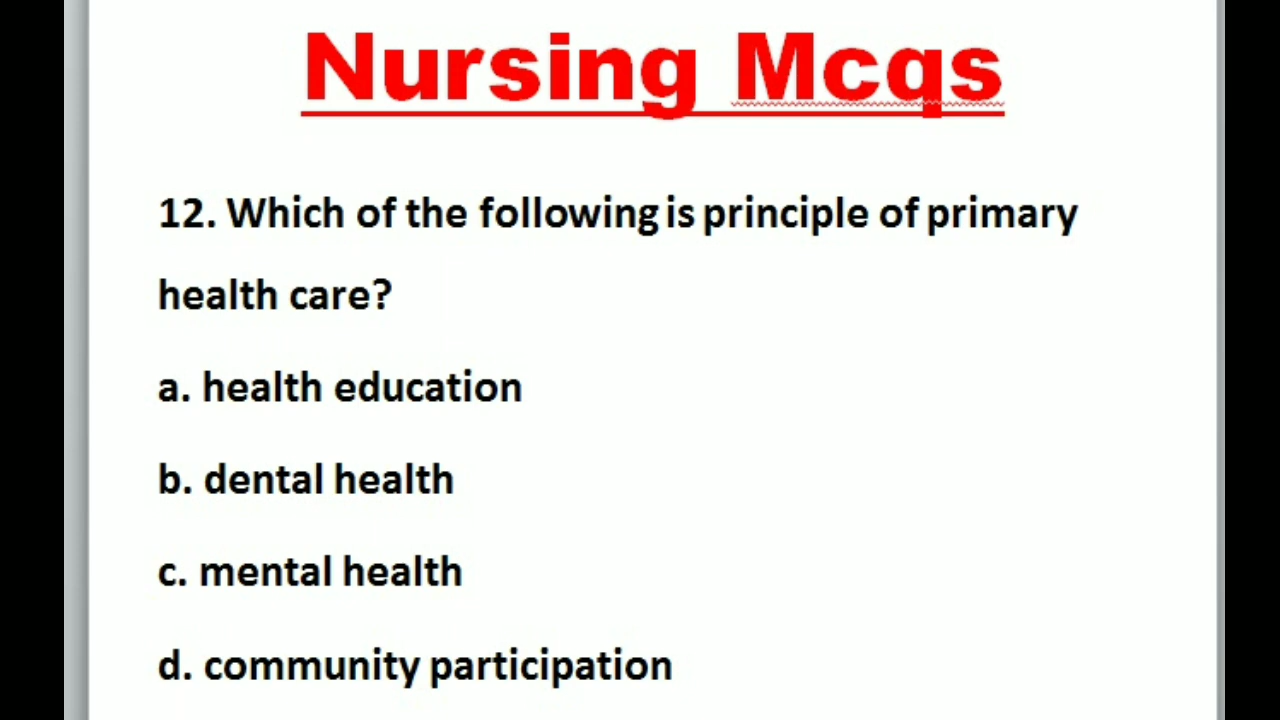 Nursing Mcqs
12. Which of the following is principle of primary
health care?
a. health education
b. dental health
c. mental health
d. community participation